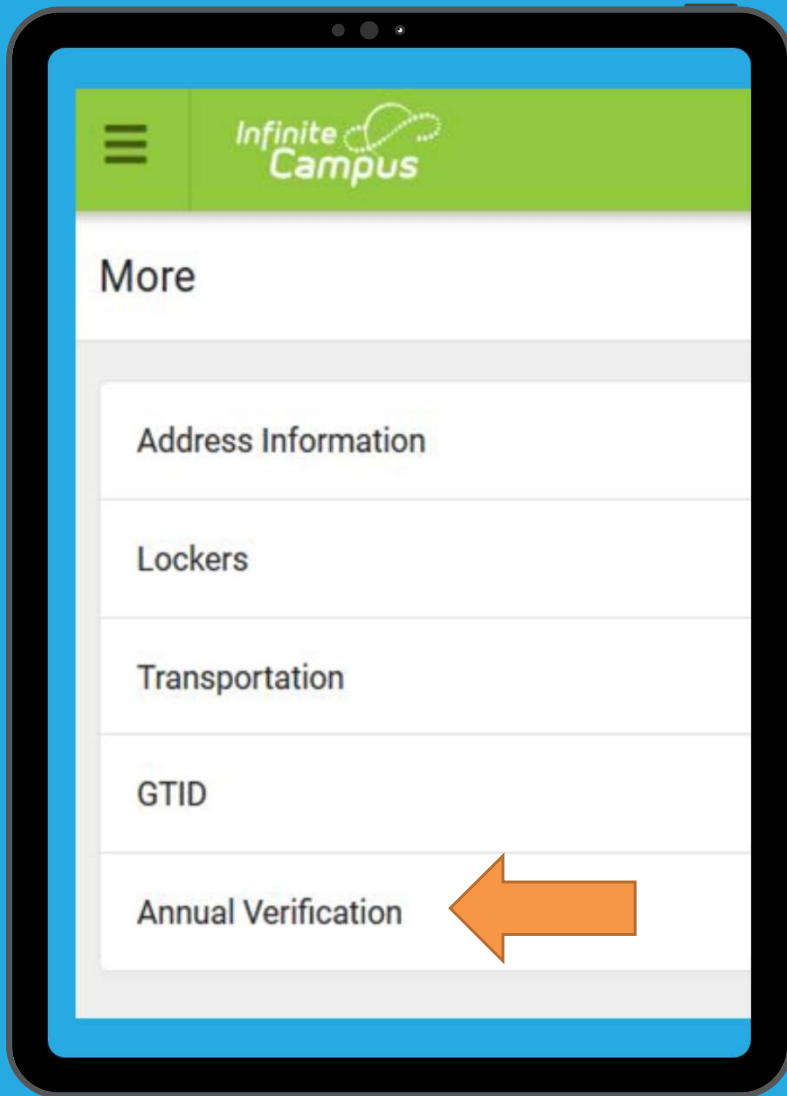 Infinite
Campus
More
Address Information
Lockers
Transportation
GTID
Annual Verification